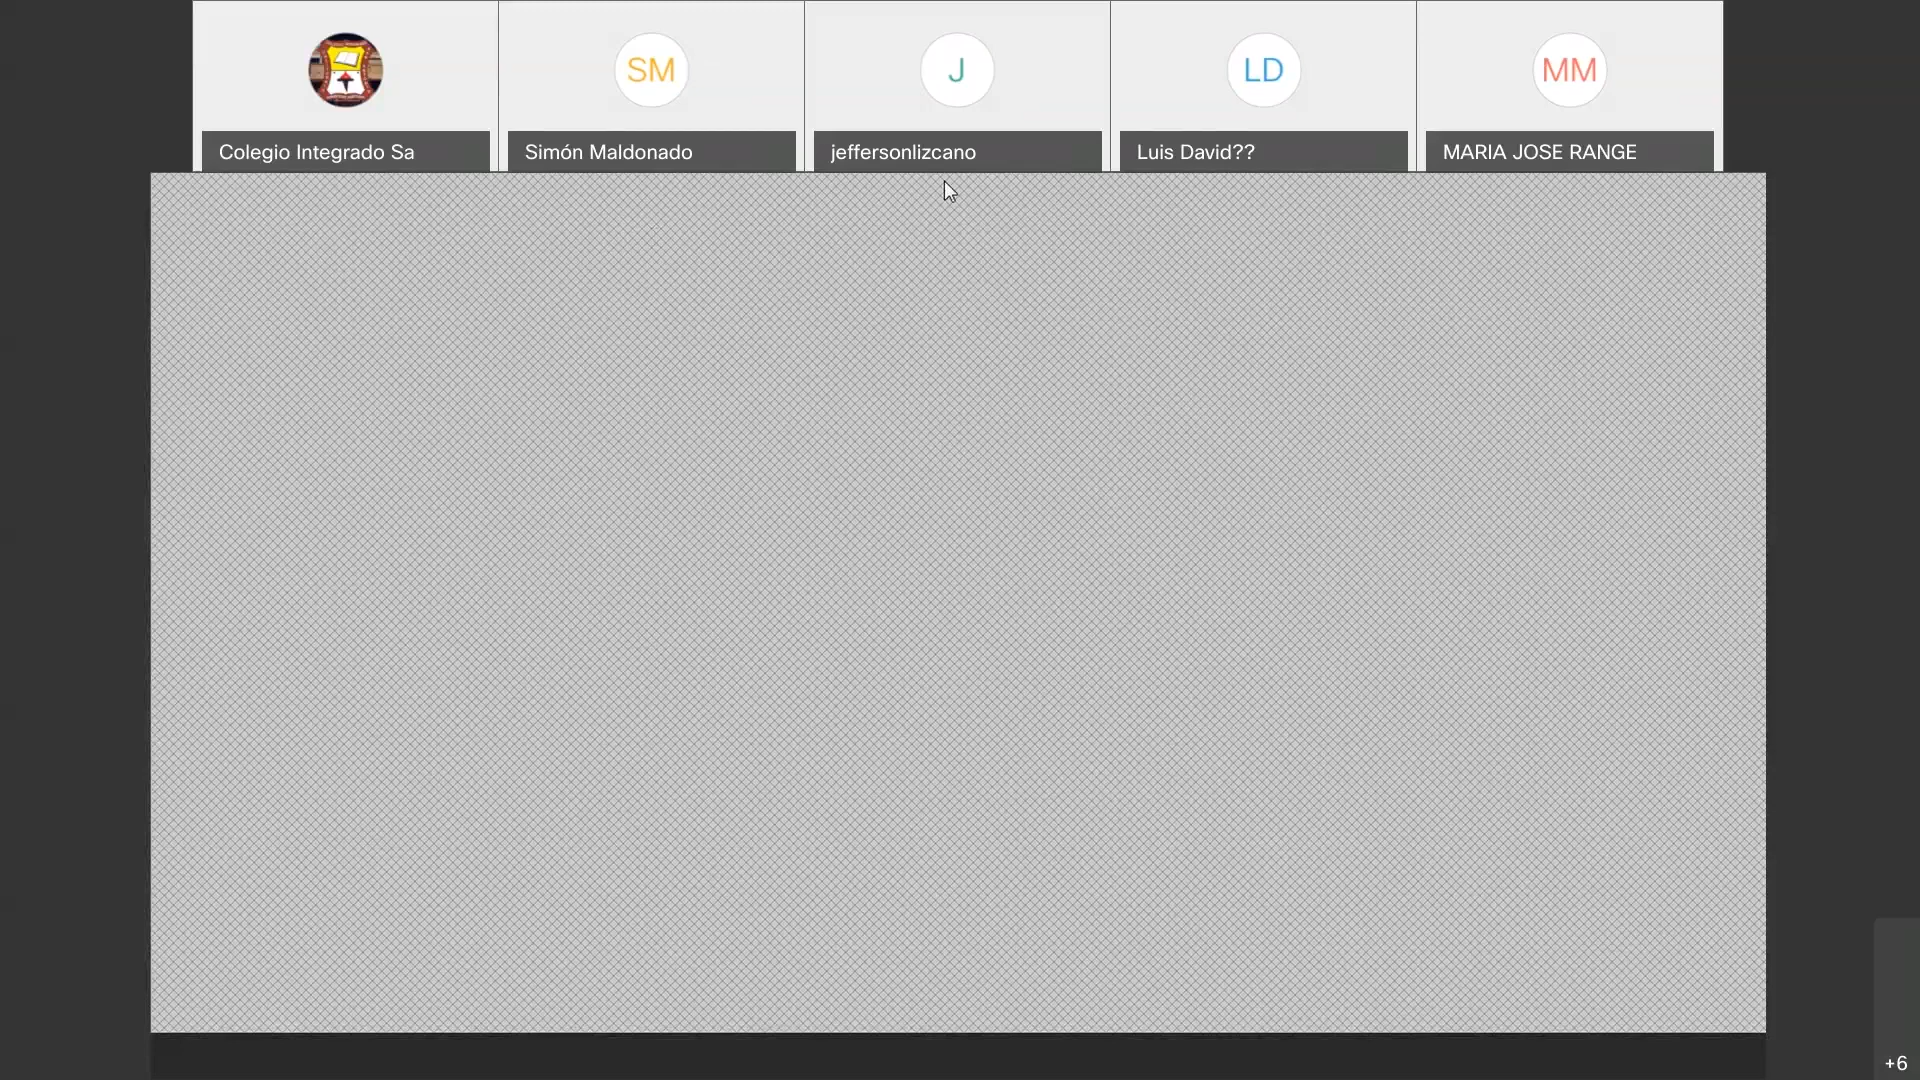 SM
J
LD
MM
Colegio Integrado Sa
Simón Maldonado
jeffersonlizcano
Luis David??
MARIA JOSE RANGE
+6